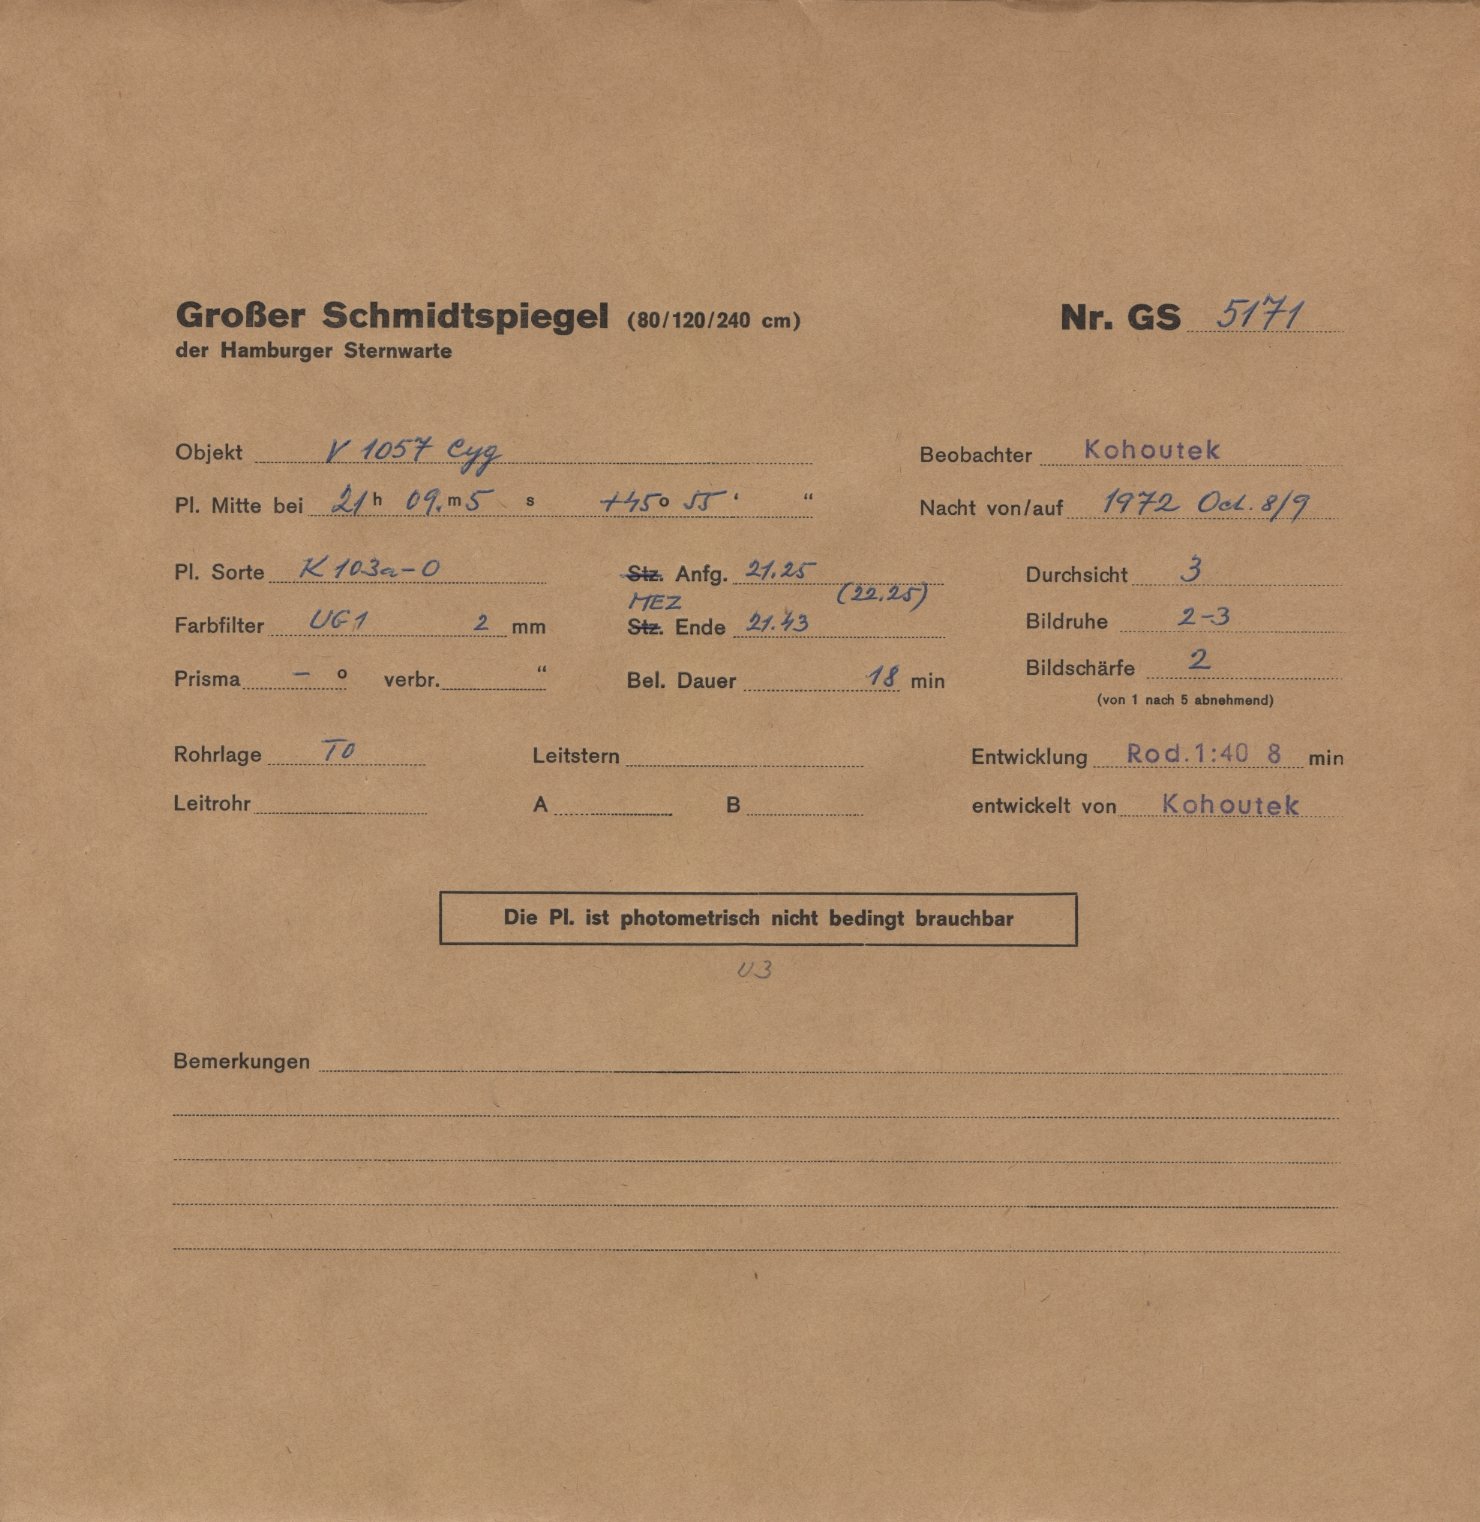 Großer Schmidtspiegel (80/120/240 cm) Nr. GS 5171
der Hamburger Sternwarte
Objekt V 1057 Cyg Beobachter Kohoutek
Pl. Mitte bei 21 h 09. m 5 s +45 o 55 ‘ “ Nacht von/auf 1972 Oct. 8/9
Pl. Sorte K 103a-O Stz. Anfg. 21.25 Durchsicht 3
MEZ (22.25)
Farbfilter UG1 2 mm Stz. Ende 21.43 Bildruhe 2-3
Prisma - o verbr. “ Bel. Dauer 18 min Bildschärfe 2
(von 1 nach 5 abnehmend)
Rohrlage TO Leitstern Entwicklung Rod.1:40 8 min
Leitrohr A B entwickelt von Kohoutek
Die Pl. ist photometrisch nicht bedingt brauchbar
U3
Bemerkungen